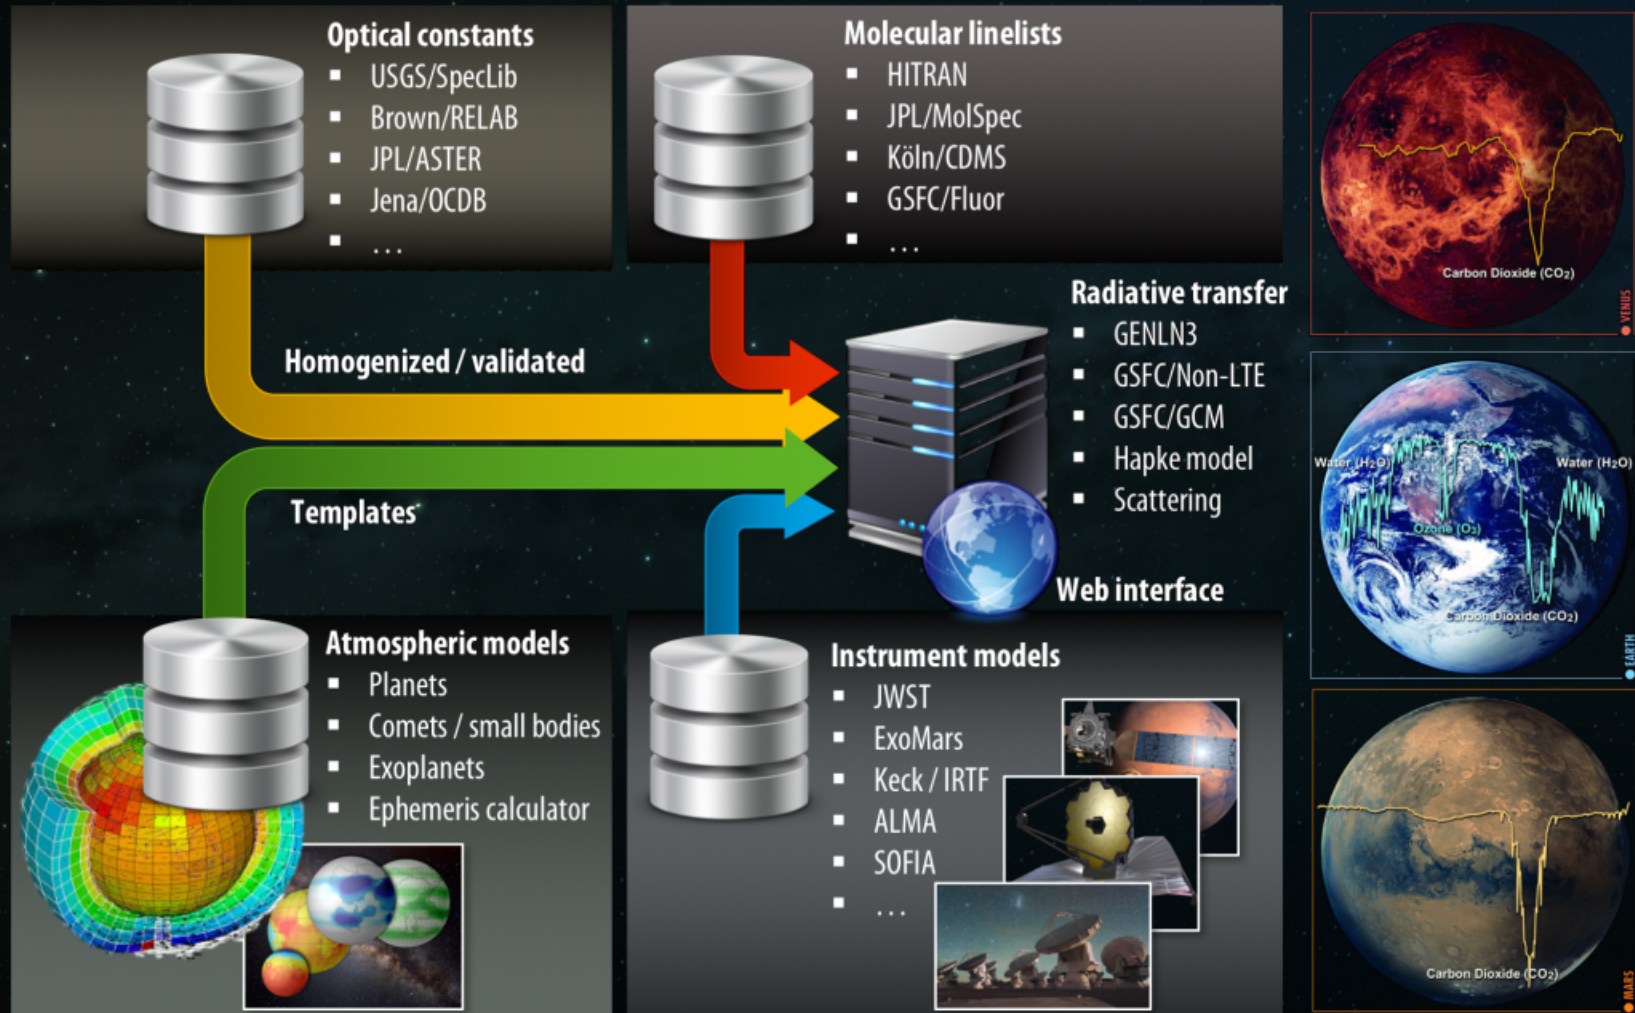 Optical constants
▪ USGS/SpecLib
▪ Brown/RELAB
▪ JPL/ASTER
▪ Jena/OCDB
▪ ...
Molecular linelists
▪ HITRAN
▪ JPL/MolSpec
▪ Köln/CDMS
▪ GSFC/Fluor
▪ ...
Homogenized / validated
Templates
Radiative transfer
▪ GENLN3
▪ GSFC/Non-LTE
▪ GSFC/GCM
▪ Hapke model
▪ Scattering
Web interface
Atmospheric models
▪ Planets
▪ Comets / small bodies
▪ Exoplanets
▪ Ephemeris calculator
Instrument models
▪ JWST
▪ ExoMars
▪ Keck / IRTF
▪ ALMA
▪ SOFIA
▪ ...
Carbon Dioxide (CO2)
VENUS
Water (H2O)
Water (H2O)
Ozone (O3)
Carbon Dioxide (CO2)
EARTH
Carbon Dioxide (CO2)
MARS